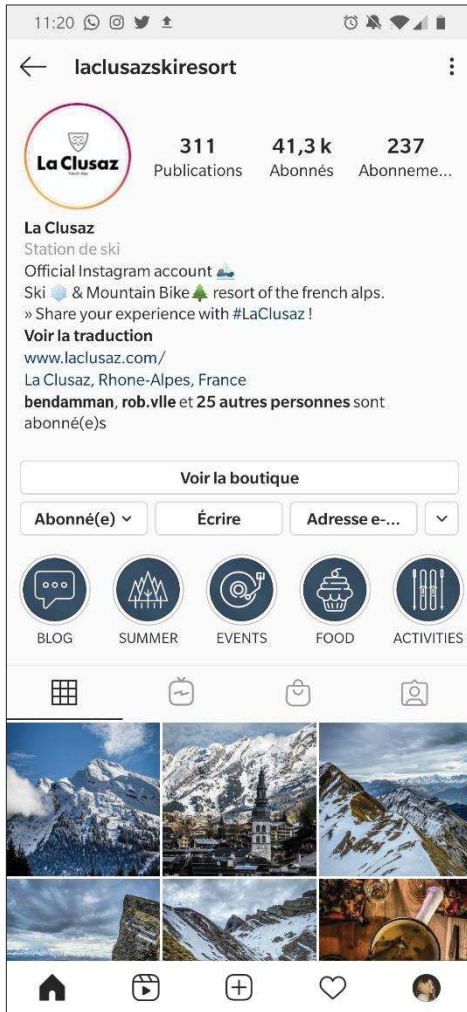 11:20
laclusazskiresort
La Clusaz
311 41,3 k 237
Publications Abonnés Abonneme...
La Clusaz
Station de ski
Official Instagram account
Ski & Mountain Bike resort of the french alps.
» Share your experience with #LaClusaz !
Voir la traduction
www.laclusaz.com/
La Clusaz, Rhone-Alpes, France
bendamman, rob.vlle et 25 autres personnes sont
abonné(e)s
Voir la boutique
Abonné(e) Écrire Adresse e-...
BLOG SUMMER EVENTS FOOD ACTIVITIES